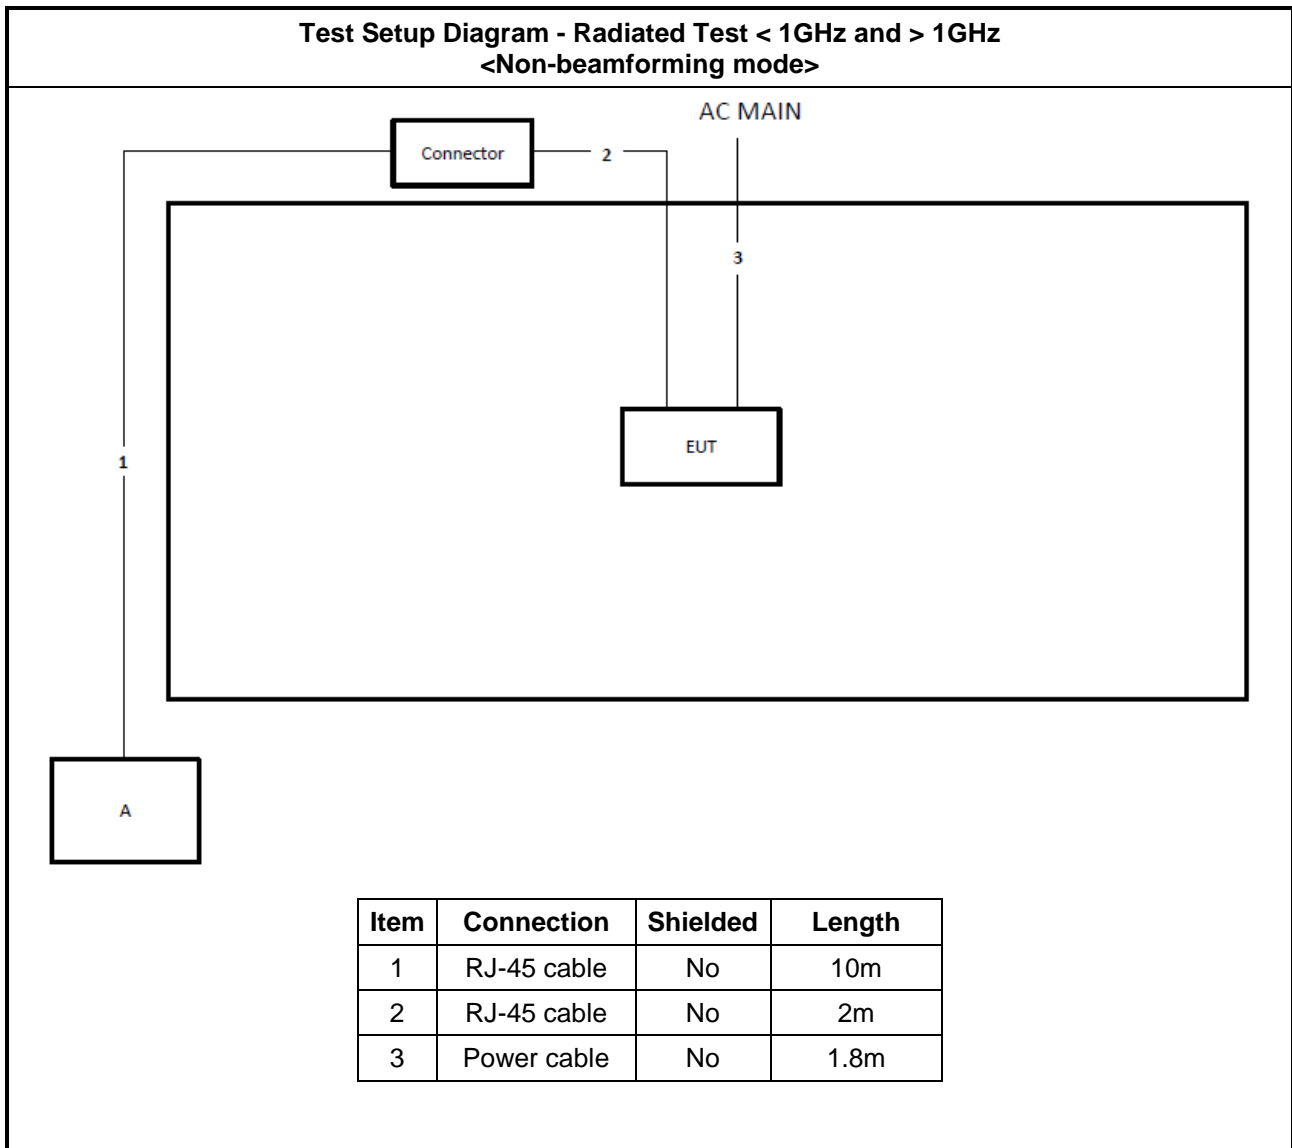 Test Setup Diagram - Radiated Test < 1GHz and > 1GHz
<Non-beamforming mode>
AC MAIN
Connector
2
3
EUT
1
A
Item Connection Shielded Length
1 RJ-45 cable No 10m
2 RJ-45 cable No 2m
3 Power cable No 1.8m